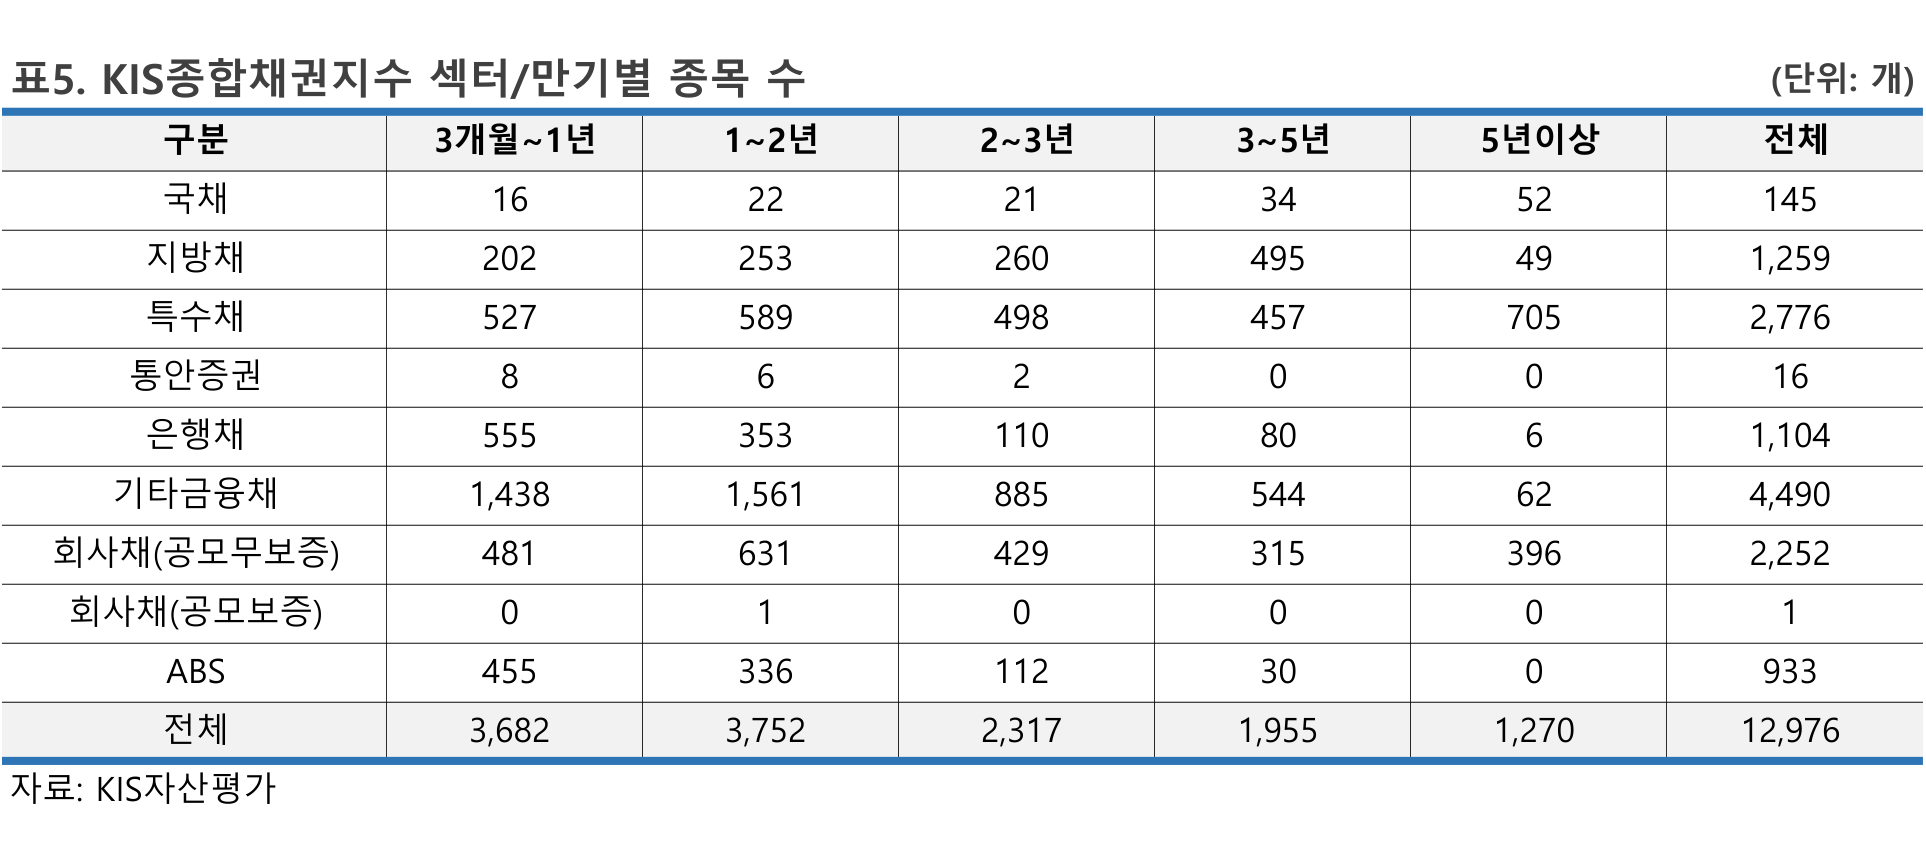 표5. KIS종합채권지수 섹터/만기별 종목 수 (단위: 개)
구분 3개월~1년 1~2년 2~3년 3~5년 5년이상 전체
국채 16 22 21 34 52 145
지방채 202 253 260 495 49 1,259
특수채 527 589 498 457 705 2,776
통안증권 8 6 2 0 0 16
은행채 555 353 110 80 6 1,104
기타금융채 1,438 1,561 885 544 62 4,490
회사채(공모무보증) 481 631 429 315 396 2,252
회사채(공모보증) 0 1 0 0 0 1
ABS 455 336 112 30 0 933
전체 3,682 3,752 2,317 1,955 1,270 12,976
자료: KIS자산평가